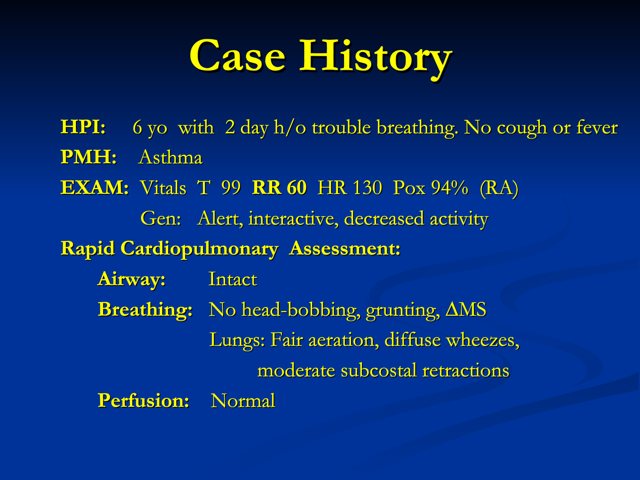 Case History
HPI: 6 yo with 2 day h/o trouble breathing. No cough or fever
PMH: Asthma
EXAM: Vitals T 99 RR 60 HR 130 Pox 94% (RA)
Gen: Alert, interactive, decreased activity
Rapid Cardiopulmonary Assessment:
Airway: Intact
Breathing: No head-bobbing, grunting, ΔMS
Lungs: Fair aeration, diffuse wheezes,
moderate subcostal retractions
Perfusion: Normal